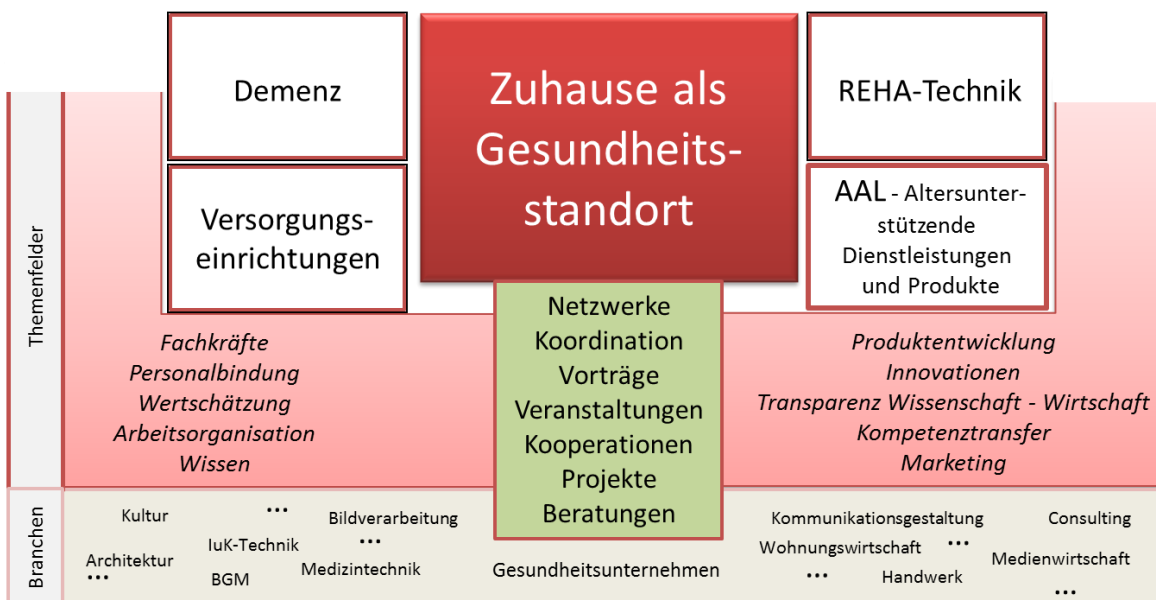 Demenz
Versorgungs-
einrichtungen
Zuhause als
Gesundheits-
standort
REHA-Technik
AAL - Altersunter-
stützende
Dienstleistungen
und Produkte
Themenfelder
Fachkräfte
Personalbindung
Wertschätzung
Arbeitsorganisation
Wissen
Netzwerke
Koordination
Vorträge
Veranstaltungen
Kooperationen
Projekte
Beratungen
Produktentwicklung
Innovationen
Transparenz Wissenschaft - Wirtschaft
Kompetenztransfer
Marketing
Branchen
Kultur
...
Bildverarbeitung
Architektur
...
IuK-Technik
...
BGM
Medizintechnik
Gesundheitsunternehmen
Kommunikationsgestaltung
Consulting
Wohnungswirtschaft
...
Medienwirtschaft
...
Handwerk
...